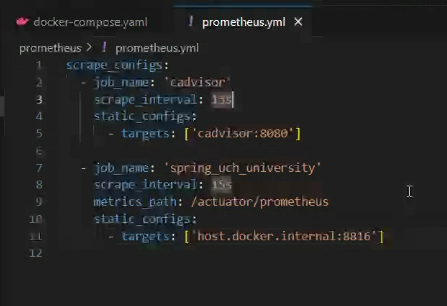 docker-compose.yaml
! prometheus.yml ×
prometheus > ! prometheus.yml
1 scrape_configs:
2 - job_name: 'cadvisor'
3 scrape_interval: 15s
4 static_configs:
5 - targets: ['cadvisor:8080']
6
7 - job_name: 'spring_uch_university'
8 scrape_interval: 15s
9 metrics_path: /actuator/prometheus
10 static_configs:
11 - targets: ['host.docker.internal:8816']
12